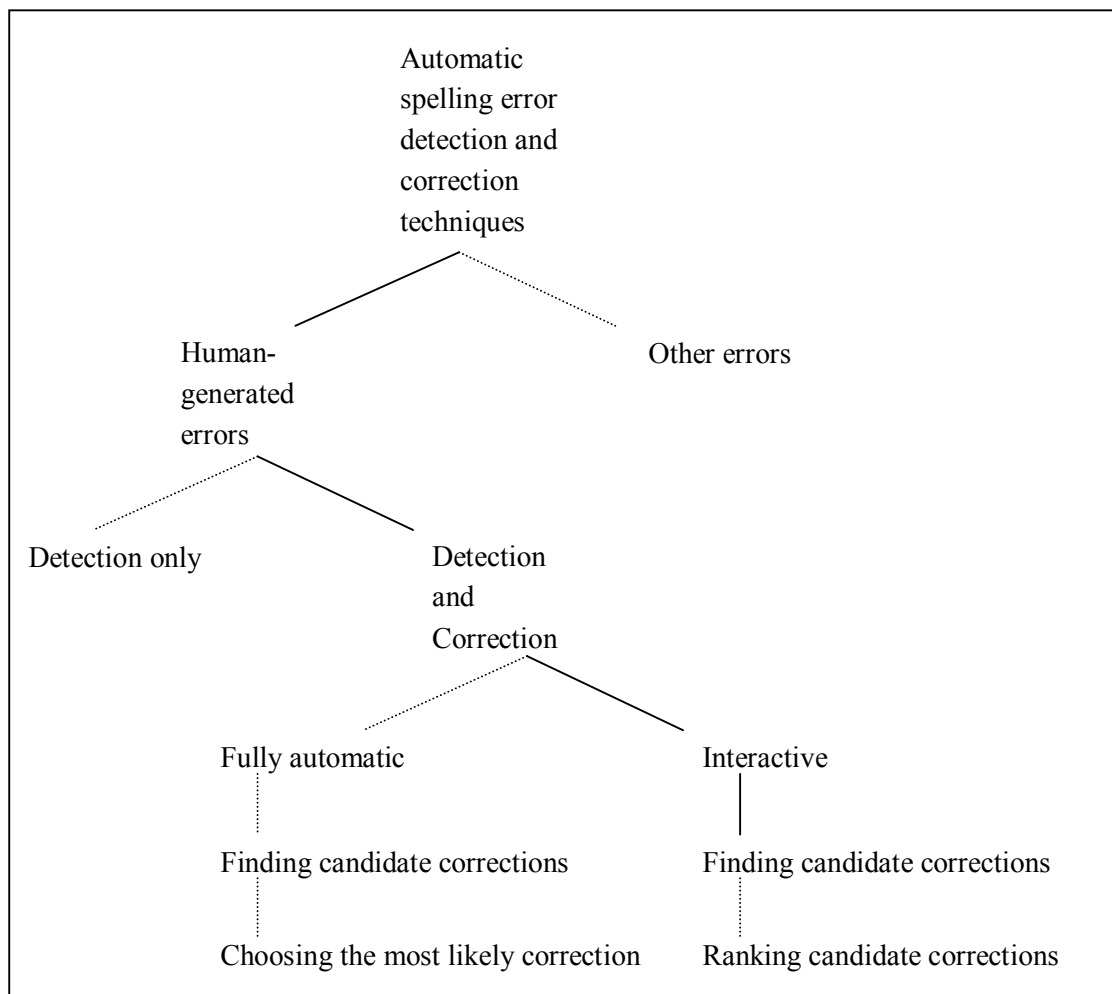 Automatic
spelling error
detection and
correction
techniques
Human-
generated
errors
Other errors
Detection only
Detection
and
Correction
Fully automatic
Interactive
Finding candidate corrections
Finding candidate corrections
Choosing the most likely correction
Ranking candidate corrections